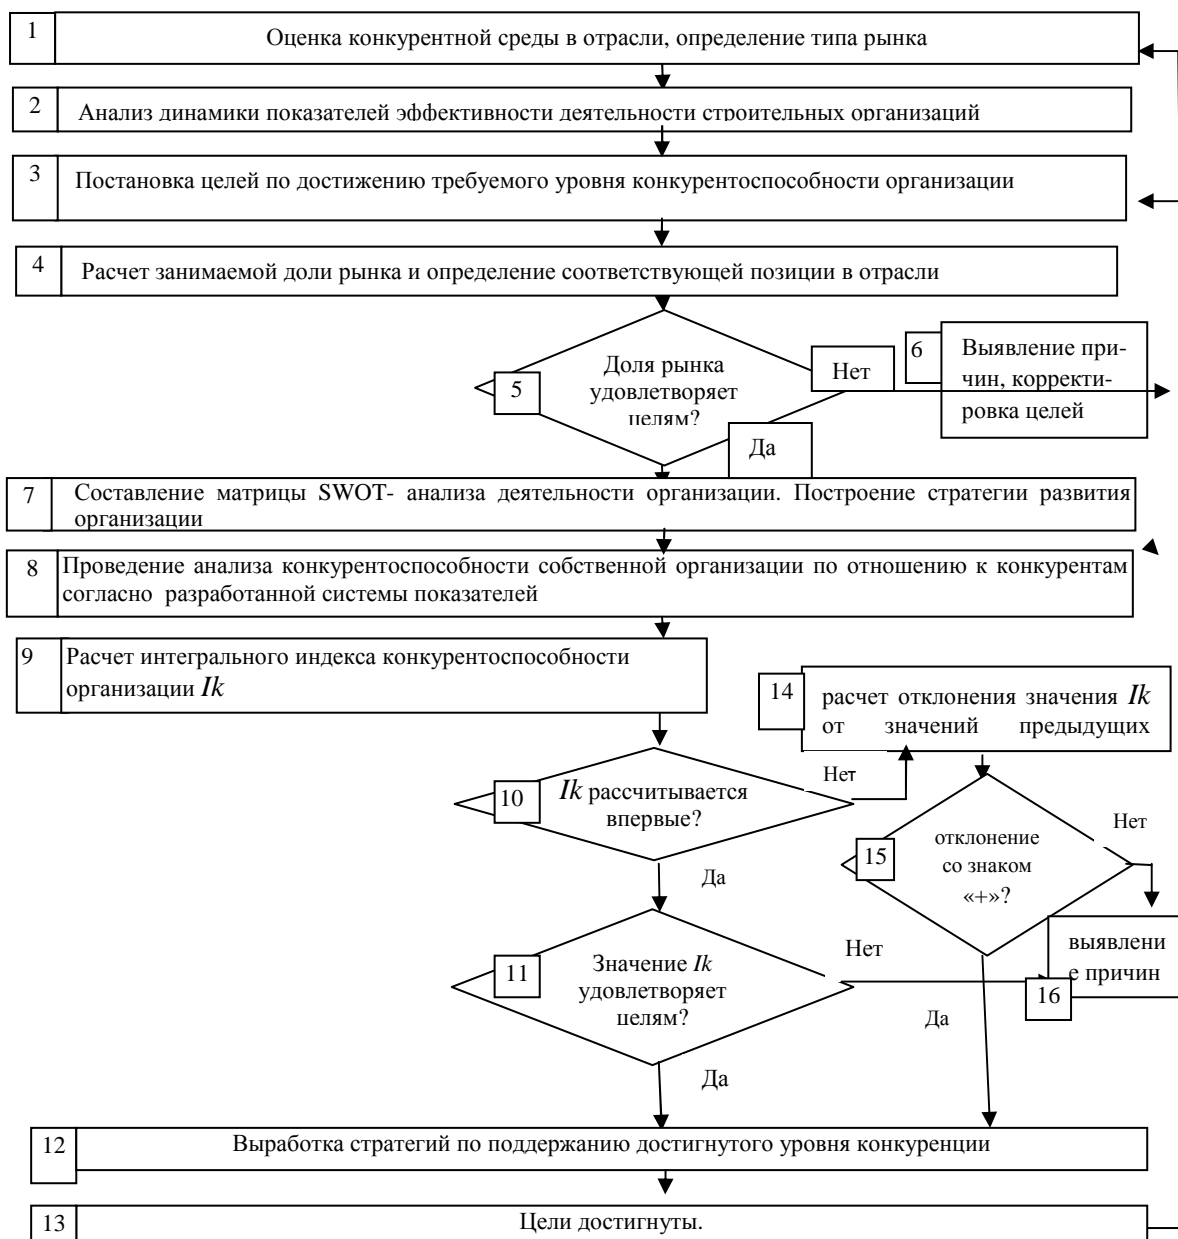 1
Оценка конкурентной среды в отрасли, определение типа рынка
2
Анализ динамики показателей эффективности деятельности строительных организаций
3
Постановка целей по достижению требуемого уровня конкурентоспособности организации
4
Расчет занимаемой доли рынка и определение соответствующей позиции в отрасли
5
Доля рынка
удовлетворяет
целям?
Нет
Да
6
Выявление при-
чин, корректи-
ровка целей
7
Составление матрицы SWOT- анализа деятельности организации. Построение стратегии развития
организации
8
Проведение анализа конкурентоспособности собственной организации по отношению к конкурентам
согласно разработанной системы показателей
9
Расчет интегрального индекса конкурентоспособности
организации Ik
14
расчет отклонения значения Ik
от значений предыдущих
10
Ik рассчитывается
впервые?
Нет
Да
15
отклонение
со знаком
«+»?
Нет
Да
11
Значение Ik
удовлетворяет
целям?
Нет
Да
16
выявлени
е причин
12
Выработка стратегий по поддержанию достигнутого уровня конкуренции
13
Цели достигнуты.